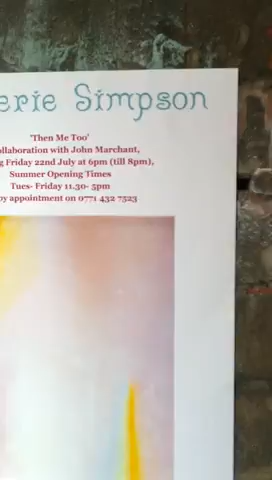 erie Simpson
'Then Me Too'
ollaboration with John Marchant,
g Friday 22nd July at 6pm (till 8pm),
Summer Opening Times
Tues- Friday 11.30- 5pm
by appointment on 0771 432 7523